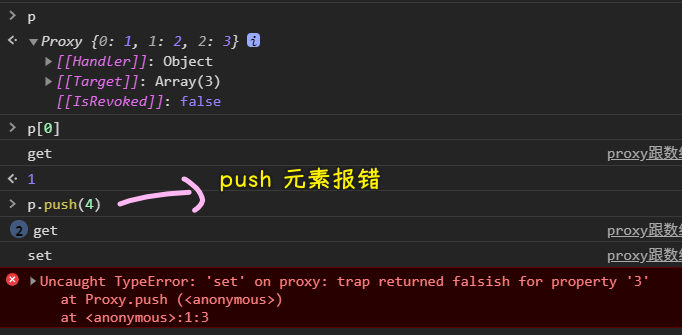 p
Proxy {0: 1, 1: 2, 2: 3} i
[[Handler]]: Object
[[Target]]: Array(3)
[[IsRevoked]]: false
p[0]
get proxy跟数
1
push 元素报错
p.push(4)
2 get proxy跟数
set proxy跟数
Uncaught TypeError: 'set' on proxy: trap returned falsish for property '3'
at Proxy.push (<anonymous>)
at <anonymous>:1:3